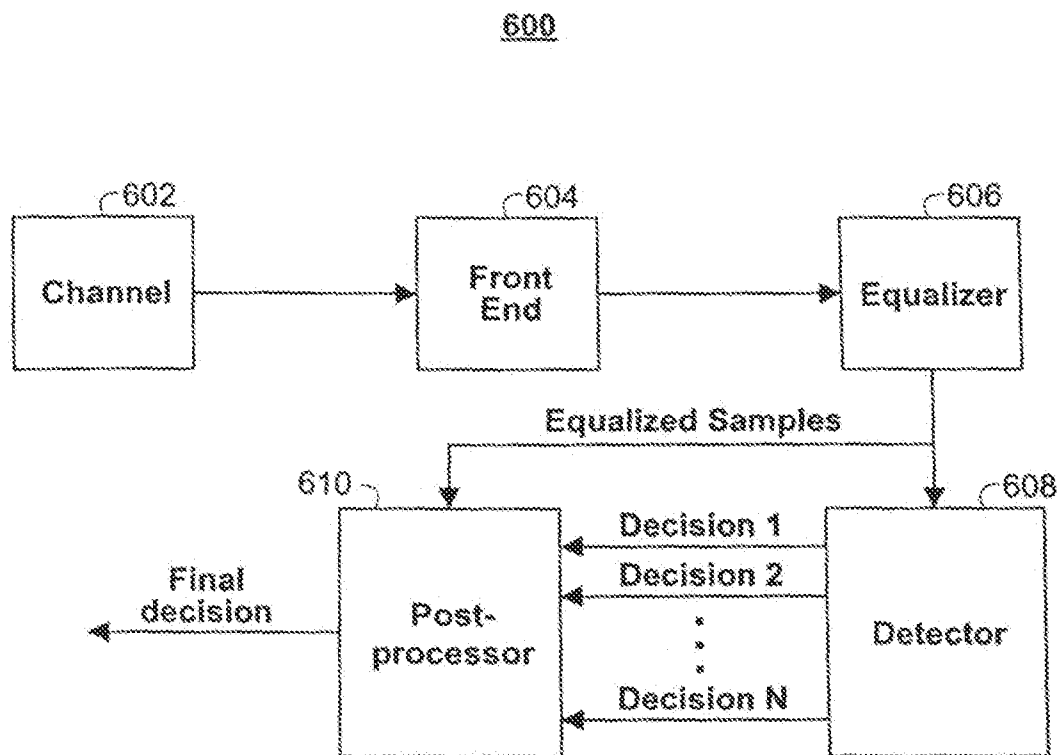 600
602
604
606
Channel
Front
End
Equalizer
Equalized Samples
610
608
Decision 1
Decision 2
Final
decision
Post-
processor
Detector
Decision N